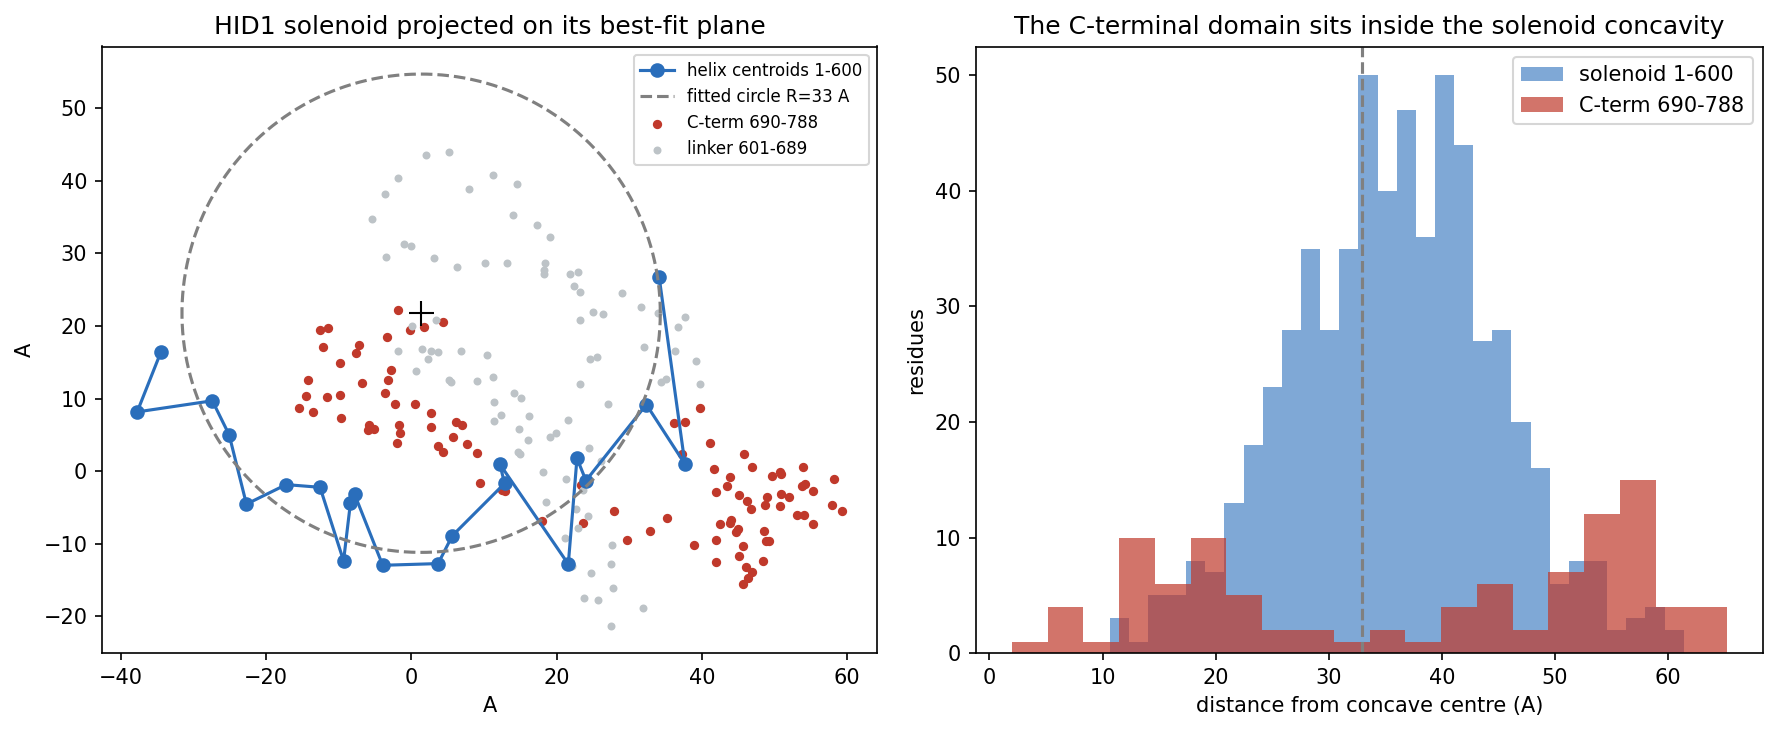 HID1 solenoid projected on its best-fit plane
helix centroids 1-600
fitted circle R=33 A
C-term 690-788
linker 601-689
A
50
40
30
20
10
0
−10
−20
−40
−20
0
20
40
60
A
The C-terminal domain sits inside the solenoid concavity
solenoid 1-600
C-term 690-788
residues
50
40
30
20
10
0
0
10
20
30
40
50
60
distance from concave centre (A)